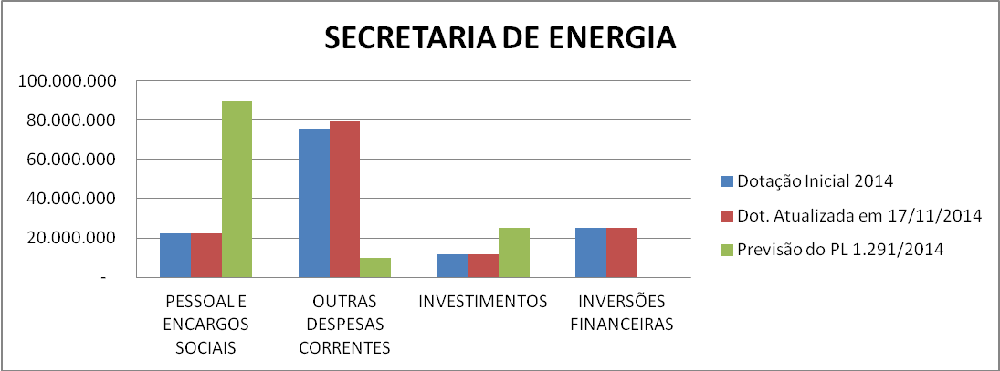 SECRETARIA DE ENERGIA
100.000.000
80.000.000
60.000.000
40.000.000
20.000.000
-
PESSOAL E
ENCARGOS
SOCIAIS
OUTRAS
DESPESAS
CORRENTES
INVESTIMENTOS
INVERSÕES
FINANCEIRAS
Dotação Inicial 2014
Dot. Atualizada em 17/11/2014
Previsão do PL 1.291/2014